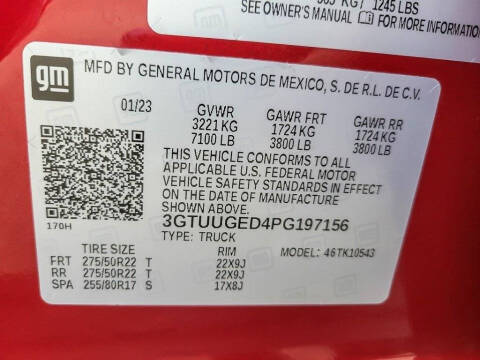 KG / 1245 LBS
SEE OWNER'S MANUAL FOR MORE INFORMATION
gm
MFD BY GENERAL MOTORS DE MEXICO, S. DE R.L. DE C.V.
01/23 GVWR GAWR FRT GAWR RR
3221 KG 1724 KG 1724 KG
7100 LB 3800 LB 3800 LB
THIS VEHICLE CONFORMS TO ALL
APPLICABLE U.S. FEDERAL MOTOR
VEHICLE SAFETY STANDARDS IN EFFECT
ON THE DATE OF MANUFACTURE
SHOWN ABOVE.
170H
3GTUUGED4PG197156
TYPE: TRUCK MODEL: 46TK10543
TIRE SIZE RIM
FRT 275/50R22 T 22X9J
RR 275/50R22 T 22X9J
SPA 255/80R17 S 17X8J